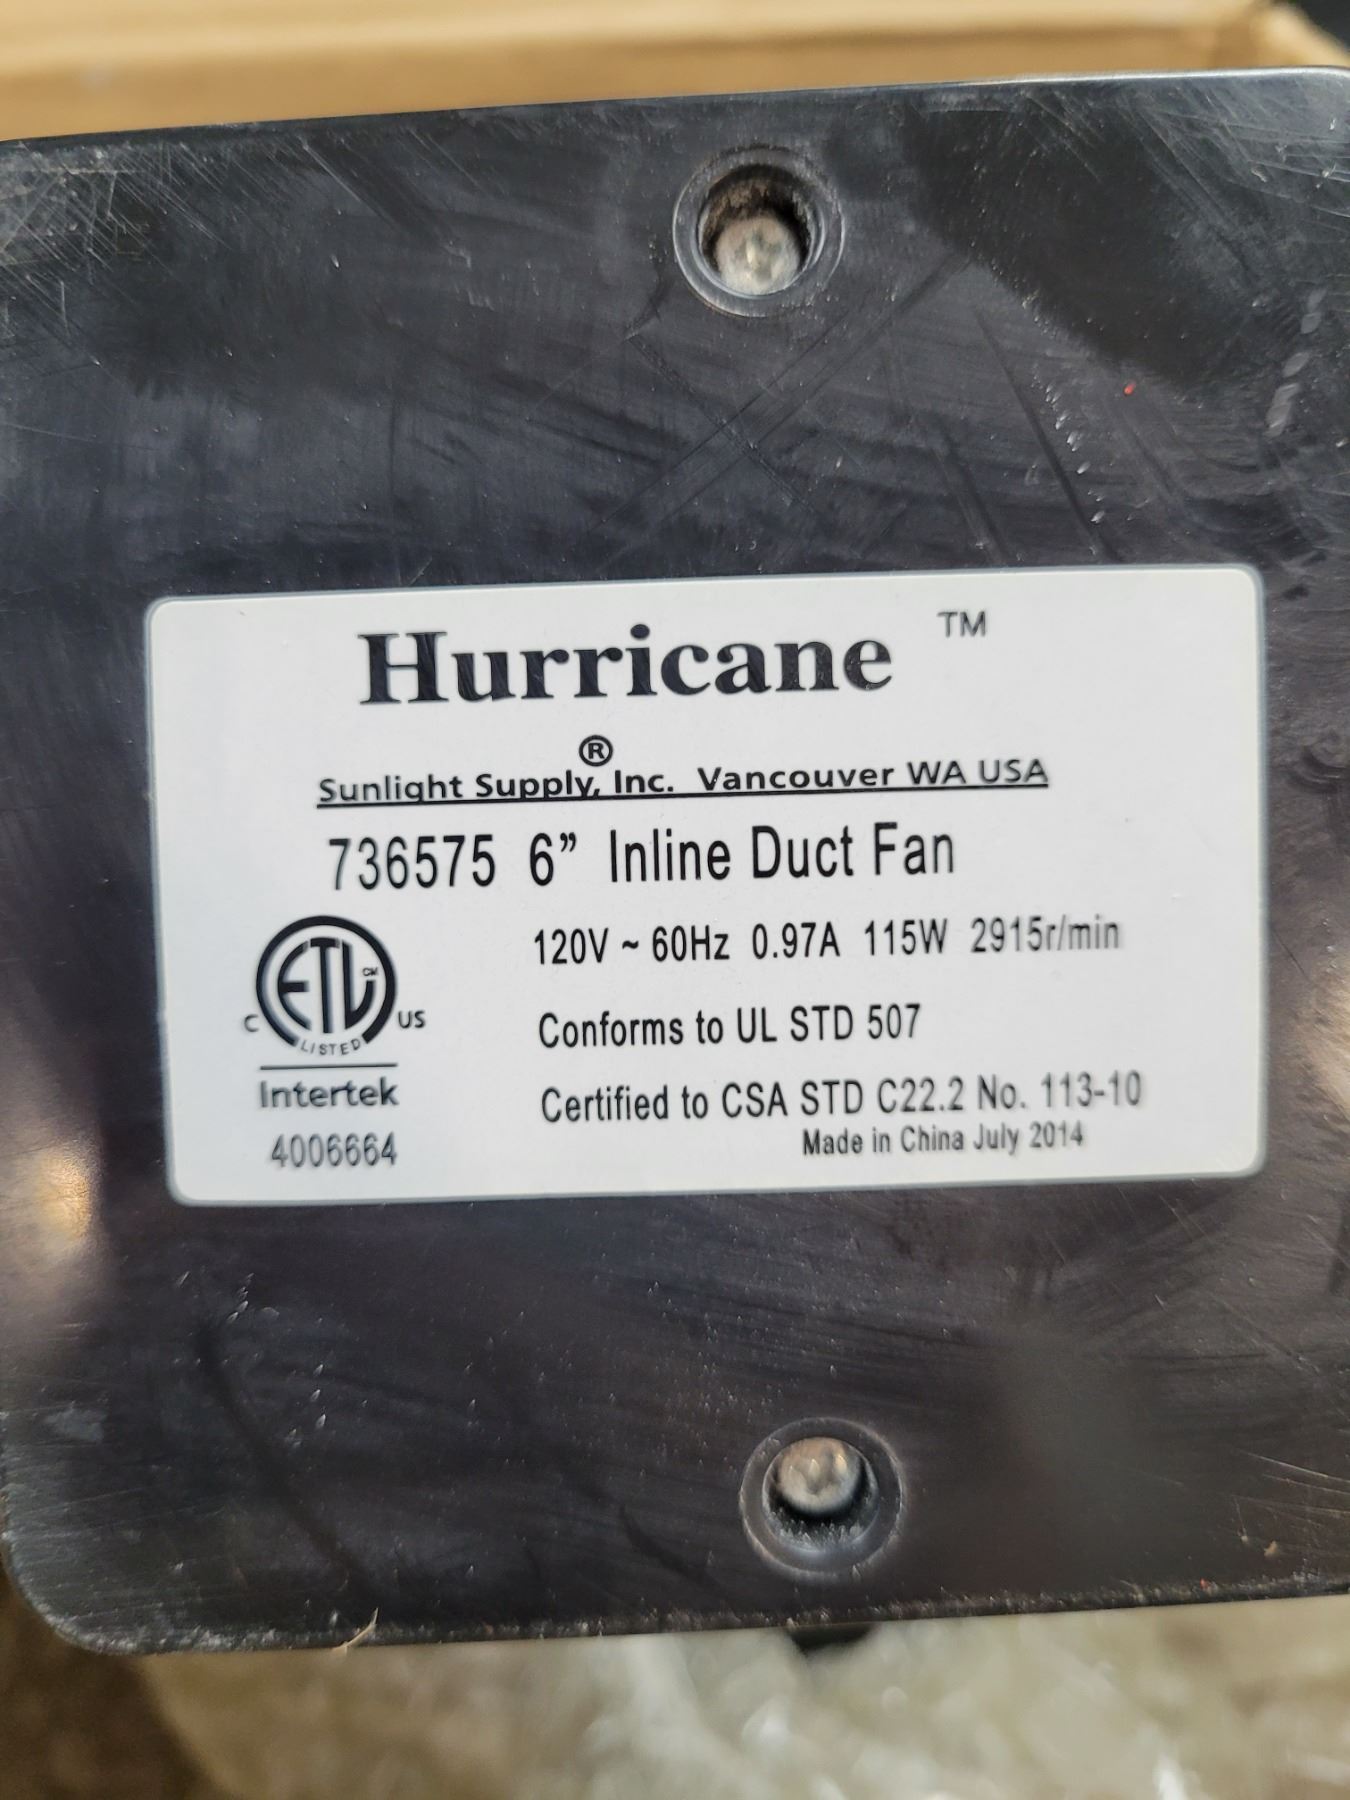 Hurricane ™
®
Sunlight Supply, Inc. Vancouver WA USA
736575 6” Inline Duct Fan
120V ~ 60Hz 0.97A 115W 2915r/min
Conforms to UL STD 507
Certified to CSA STD C22.2 No. 113-10
Made in China July 2014
ETL CM
C US
LISTED
Intertek
4006664